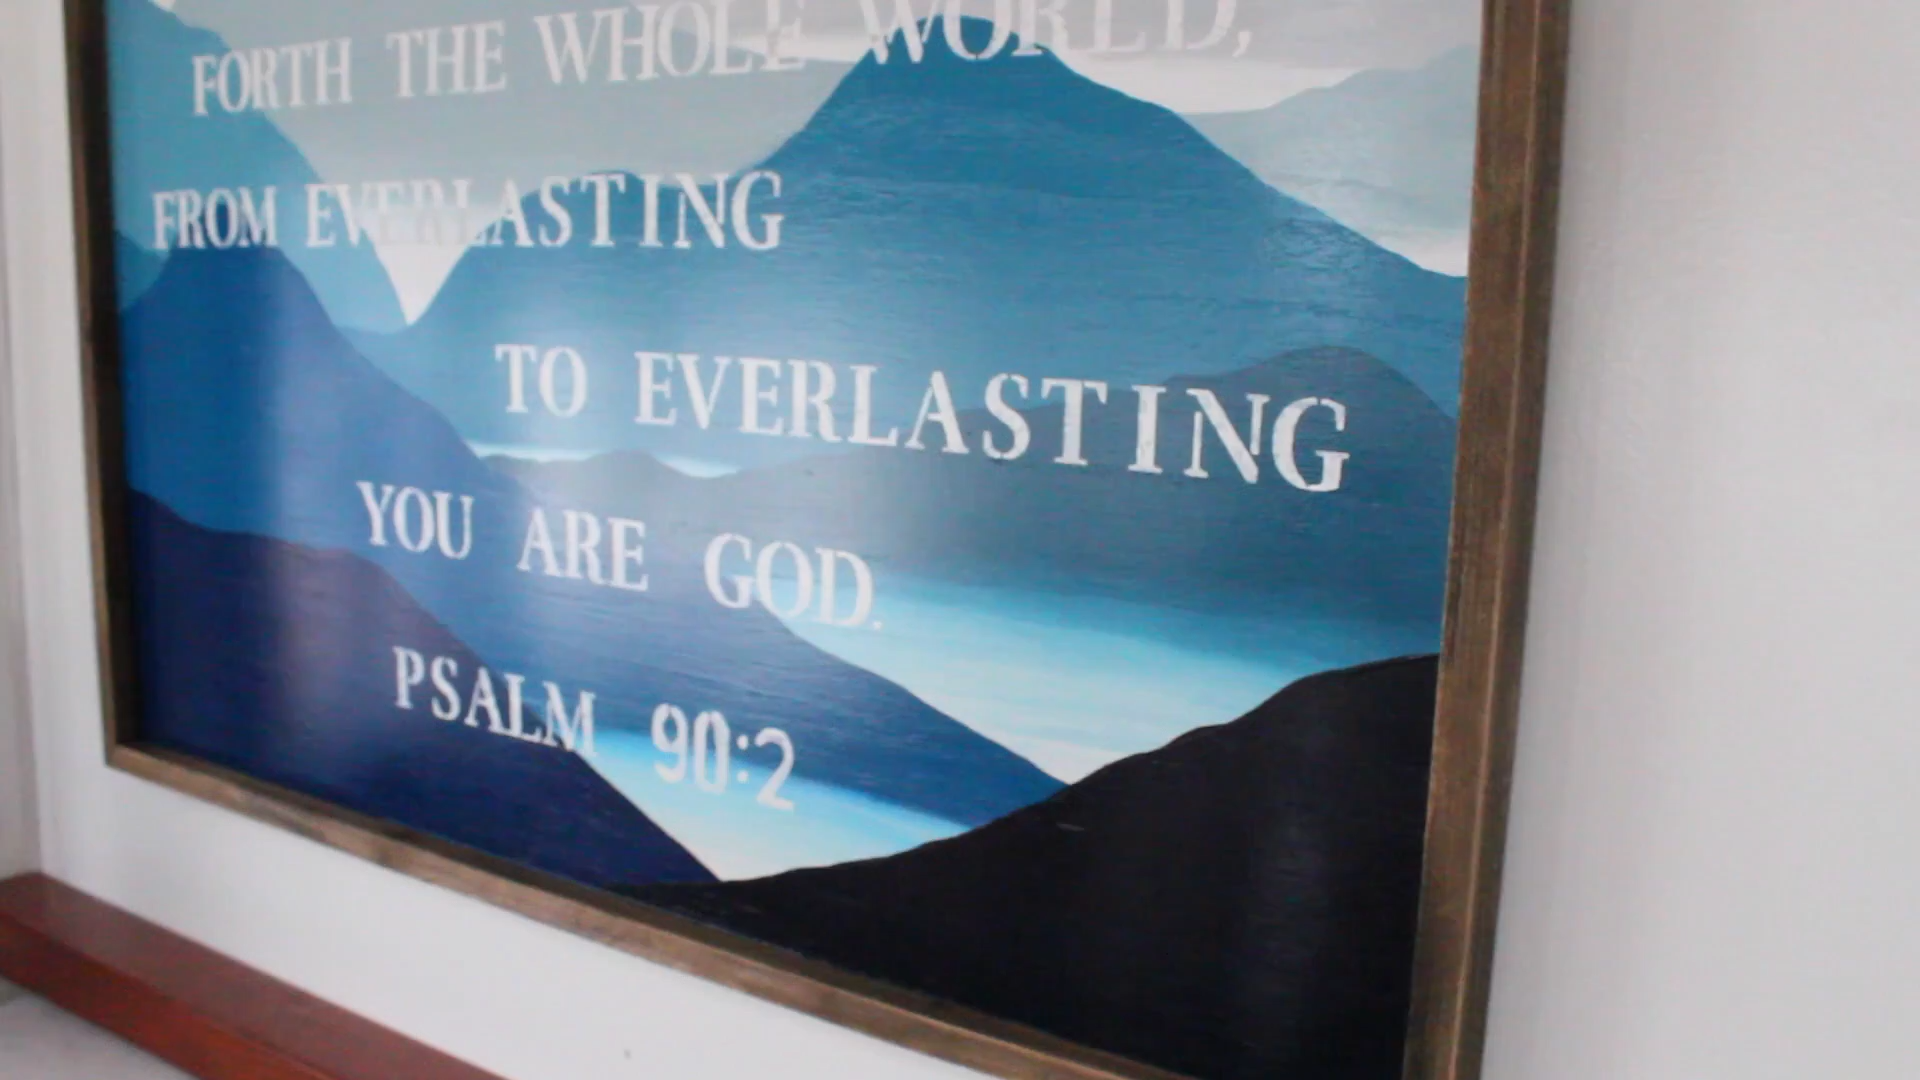 FORTH THE WHOLE WORLD,
FROM EVERLASTING
TO EVERLASTING
YOU ARE GOD.
PSALM 90:2